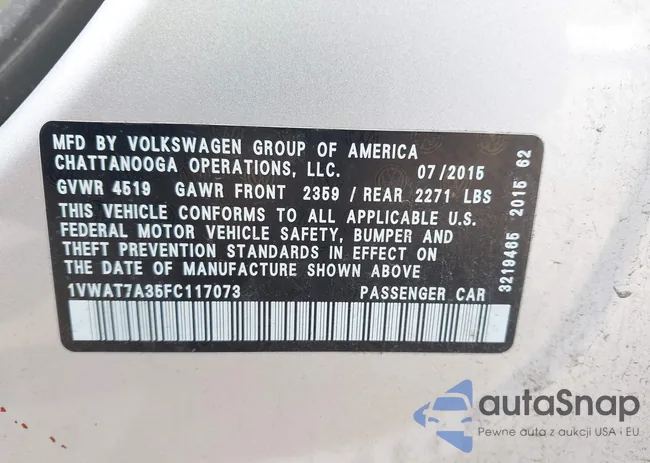 MFD BY VOLKSWAGEN GROUP OF AMERICA
CHATTANOOGA OPERATIONS, LLC. 07/2015
GVWR 4519 GAWR FRONT 2359 / REAR 2271 LBS
THIS VEHICLE CONFORMS TO ALL APPLICABLE U.S.
FEDERAL MOTOR VEHICLE SAFETY, BUMPER AND
THEFT PREVENTION STANDARDS IN EFFECT ON
THE DATE OF MANUFACTURE SHOWN ABOVE
1VWAT7A35FC117073 PASSENGER CAR
3219465 2015 62
autoSnap
Pewne auta z aukcji USA i EU